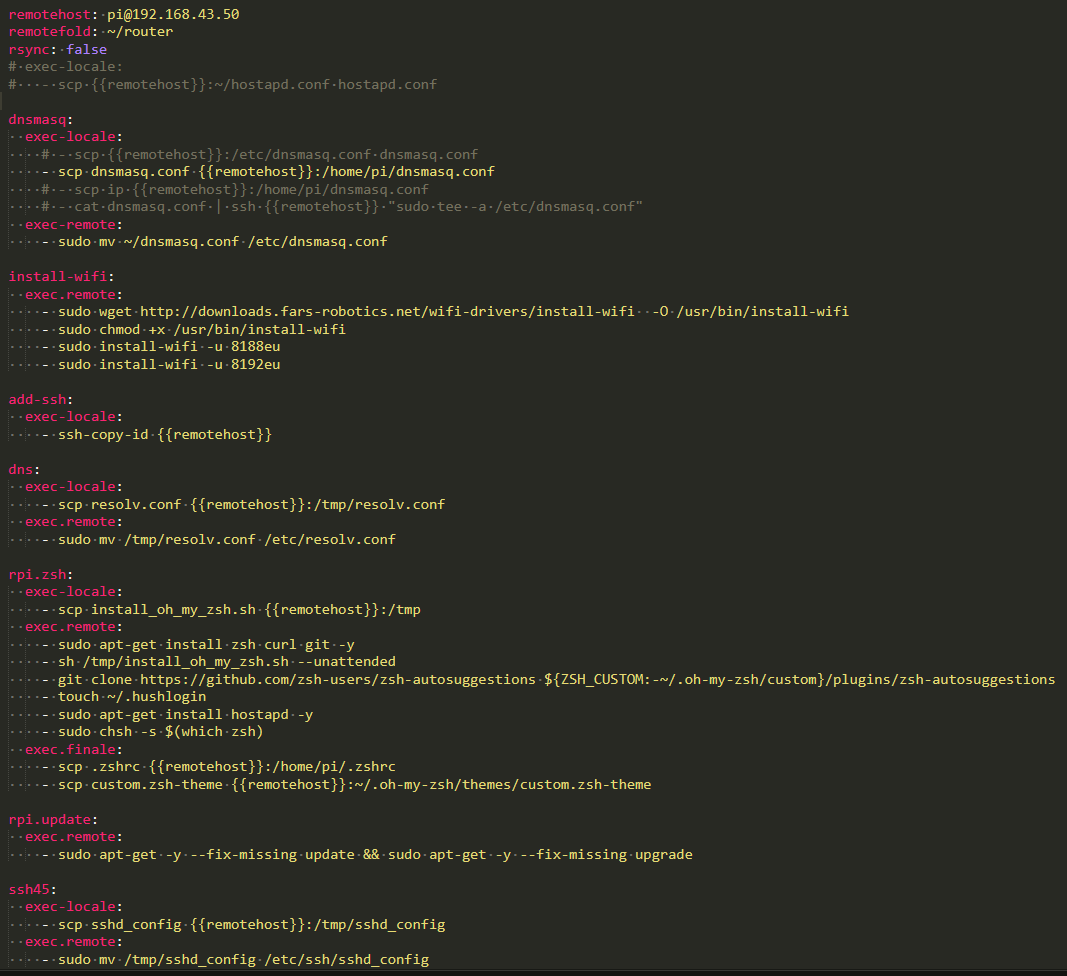 remotehost: pi@192.168.43.50
remotefold: ~/router
rsync: false
# exec-locale:
#   - scp {{remotehost}}:~/hostapd.conf hostapd.conf

dnsmasq:
  exec-locale:
    # - scp {{remotehost}}:/etc/dnsmasq.conf dnsmasq.conf
    - scp dnsmasq.conf {{remotehost}}:/home/pi/dnsmasq.conf
    # - scp ip {{remotehost}}:/home/pi/dnsmasq.conf
    # - cat dnsmasq.conf | ssh {{remotehost}} "sudo tee -a /etc/dnsmasq.conf"
  exec-remote:
    - sudo mv ~/dnsmasq.conf /etc/dnsmasq.conf

install-wifi:
  exec.remote:
    - sudo wget http://downloads.fars-robotics.net/wifi-drivers/install-wifi  -O /usr/bin/install-wifi
    - sudo chmod +x /usr/bin/install-wifi
    - sudo install-wifi -u 8188eu
    - sudo install-wifi -u 8192eu

add-ssh:
  exec-locale:
    - ssh-copy-id {{remotehost}}

dns:
  exec-locale:
    - scp resolv.conf {{remotehost}}:/tmp/resolv.conf
  exec.remote:
    - sudo mv /tmp/resolv.conf /etc/resolv.conf

rpi.zsh:
  exec-locale:
    - scp install_oh_my_zsh.sh {{remotehost}}:/tmp
  exec.remote:
    - sudo apt-get install zsh curl git -y
    - sh /tmp/install_oh_my_zsh.sh --unattended
    - git clone https://github.com/zsh-users/zsh-autosuggestions ${ZSH_CUSTOM:-~/.oh-my-zsh/custom}/plugins/zsh-autosuggestions
    - touch ~/.hushlogin
    - sudo apt-get install hostapd -y
    - sudo chsh -s $(which zsh)
  exec.finale:
    - scp .zshrc {{remotehost}}:/home/pi/.zshrc
    - scp custom.zsh-theme {{remotehost}}:~/.oh-my-zsh/themes/custom.zsh-theme

rpi.update:
  exec.remote:
    - sudo apt-get -y --fix-missing update && sudo apt-get -y --fix-missing upgrade

ssh45:
  exec-locale:
    - scp sshd_config {{remotehost}}:/tmp/sshd_config
  exec.remote:
    - sudo mv /tmp/sshd_config /etc/ssh/sshd_config